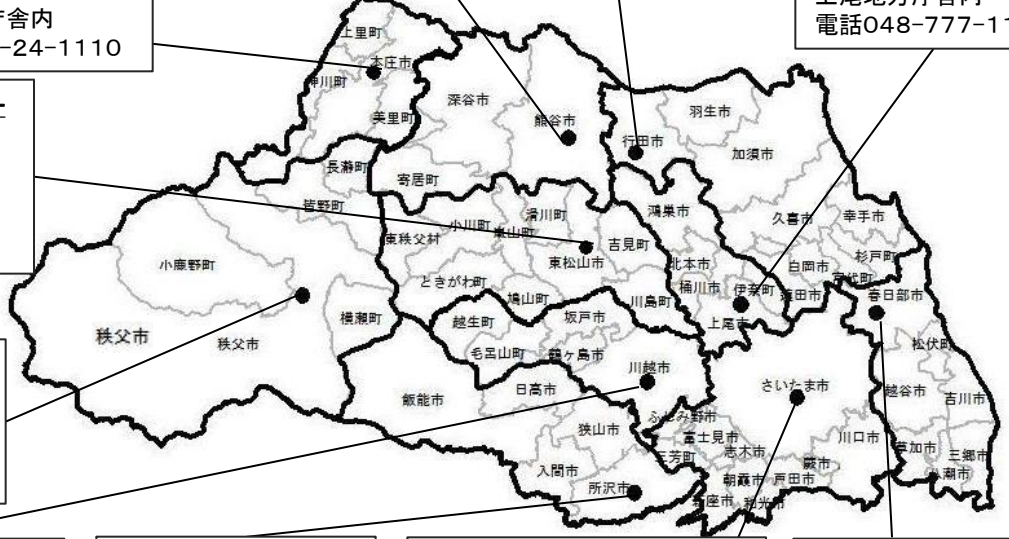 庁舎内
-24-1110
電話048-777-11
上里町
本庄市
神川町
美里町
深谷市
熊谷市
行田市
羽生市
加須市
長瀞町
寄居町
皆野町
小川町
滑川町
嵐山町
鴻巣市
久喜市
幸手市
東秩父村
吉見町
小鹿野町
東松山市
北本市
白岡市
杉戸町
宮代町
ときがわ町
鳩山町
川島町
桶川市
伊奈町
蓮田市
春日部市
横瀬町
越生町
坂戸市
上尾市
秩父市
秩父市
毛呂山町
鶴ヶ島市
松伏町
川越市
さいたま市
越谷市
吉川市
飯能市
日高市
ふじみ野市
狭山市
富士見市
川口市
三芳町
志木市
草加市
三郷市
入間市
蕨市
八潮市
所沢市
朝霞市
戸田市
新座市
和光市